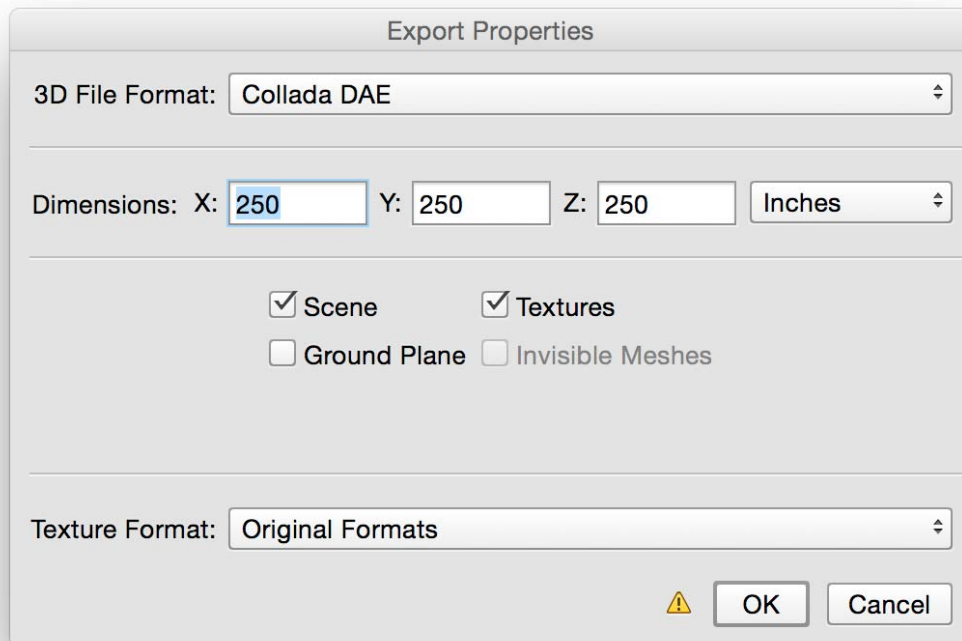 Export Properties
3D File Format: Collada DAE
Dimensions: X: 250 Y: 250 Z: 250 Inches
Scene Textures
Ground Plane Invisible Meshes
Texture Format: Original Formats
OK Cancel